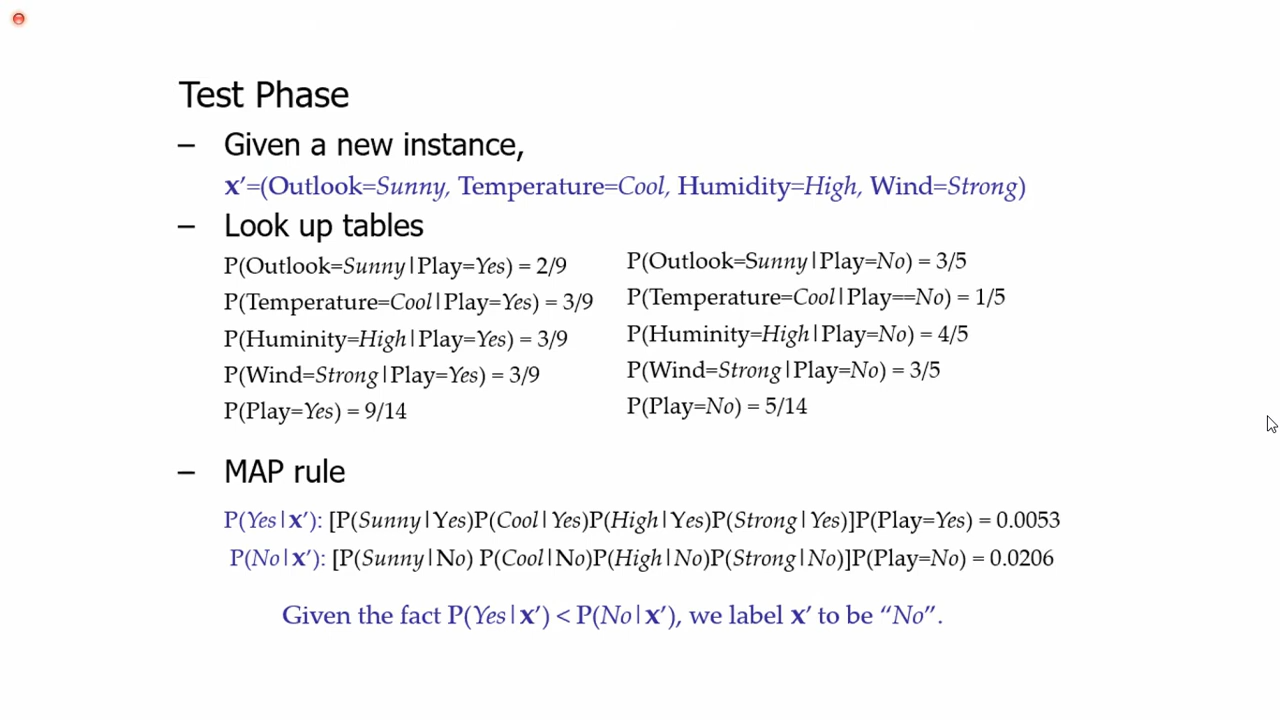 Test Phase
– Given a new instance,
x′=(Outlook=Sunny, Temperature=Cool, Humidity=High, Wind=Strong)
– Look up tables
P(Outlook=Sunny|Play=Yes) = 2/9
P(Temperature=Cool|Play=Yes) = 3/9
P(Huminity=High|Play=Yes) = 3/9
P(Wind=Strong|Play=Yes) = 3/9
P(Play=Yes) = 9/14
P(Outlook=Sunny|Play=No) = 3/5
P(Temperature=Cool|Play==No) = 1/5
P(Huminity=High|Play=No) = 4/5
P(Wind=Strong|Play=No) = 3/5
P(Play=No) = 5/14
– MAP rule
P(Yes|x′): [P(Sunny|Yes)P(Cool|Yes)P(High|Yes)P(Strong|Yes)]P(Play=Yes) = 0.0053
P(No|x′): [P(Sunny|No) P(Cool|No)P(High|No)P(Strong|No)]P(Play=No) = 0.0206
Given the fact P(Yes|x′) < P(No|x′), we label x′ to be “No”.